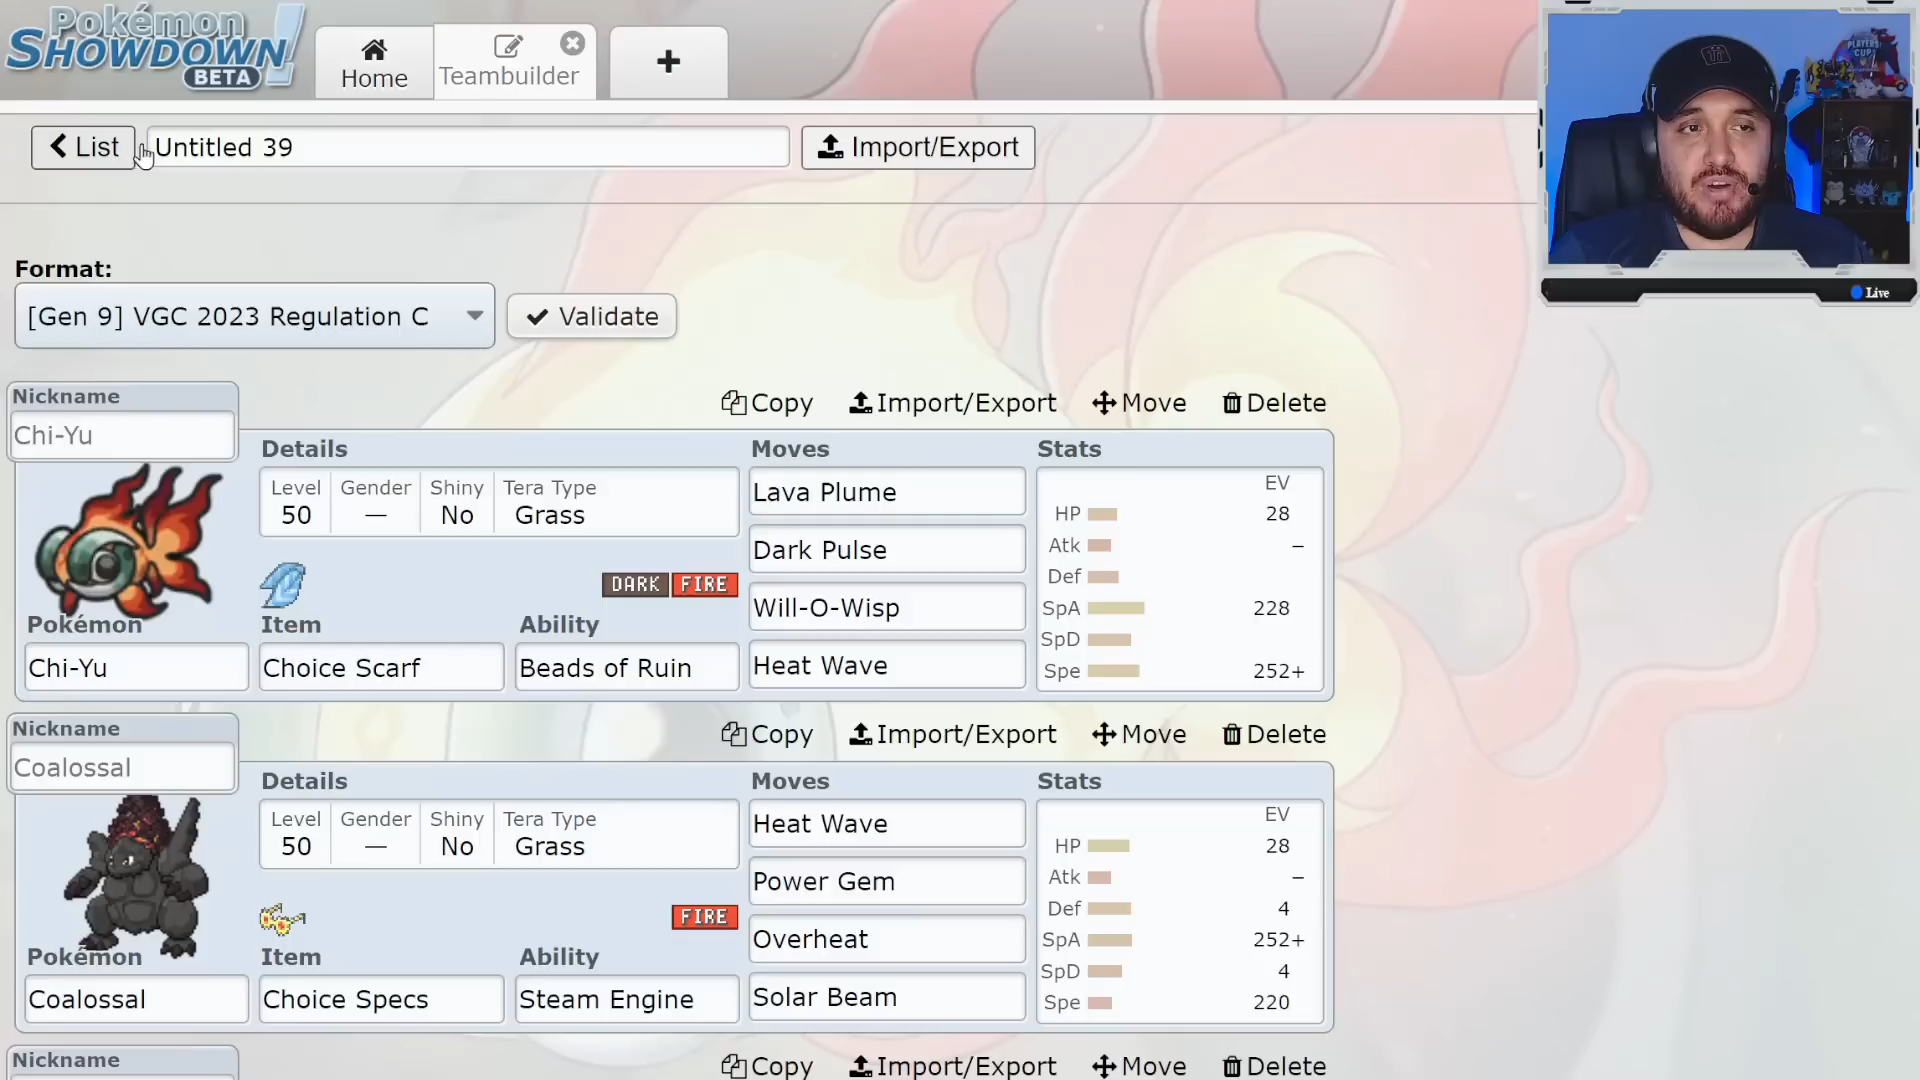 Pokémon
SHOWDOWN!
BETA
Home
Teambuilder
List
Untitled 39
Import/Export
PLAYERS
CUP
Live
Format:
[Gen 9] VGC 2023 Regulation C
Validate
Nickname
Chi-Yu
Copy
Import/Export
Move
Delete
Details
Moves
Stats
Level
50
Gender
—
Shiny
No
Tera Type
Grass
DARK
FIRE
Pokémon
Chi-Yu
Item
Choice Scarf
Ability
Beads of Ruin
Lava Plume
Dark Pulse
Will-O-Wisp
Heat Wave
EV
HP 28
Atk –
Def
SpA 228
SpD
Spe 252+
Nickname
Coalossal
Copy
Import/Export
Move
Delete
Details
Moves
Stats
Level
50
Gender
—
Shiny
No
Tera Type
Grass
FIRE
Pokémon
Coalossal
Item
Choice Specs
Ability
Steam Engine
Heat Wave
Power Gem
Overheat
Solar Beam
EV
HP 28
Atk –
Def 4
SpA 252+
SpD 4
Spe 220
Nickname
Copy
Import/Export
Move
Delete